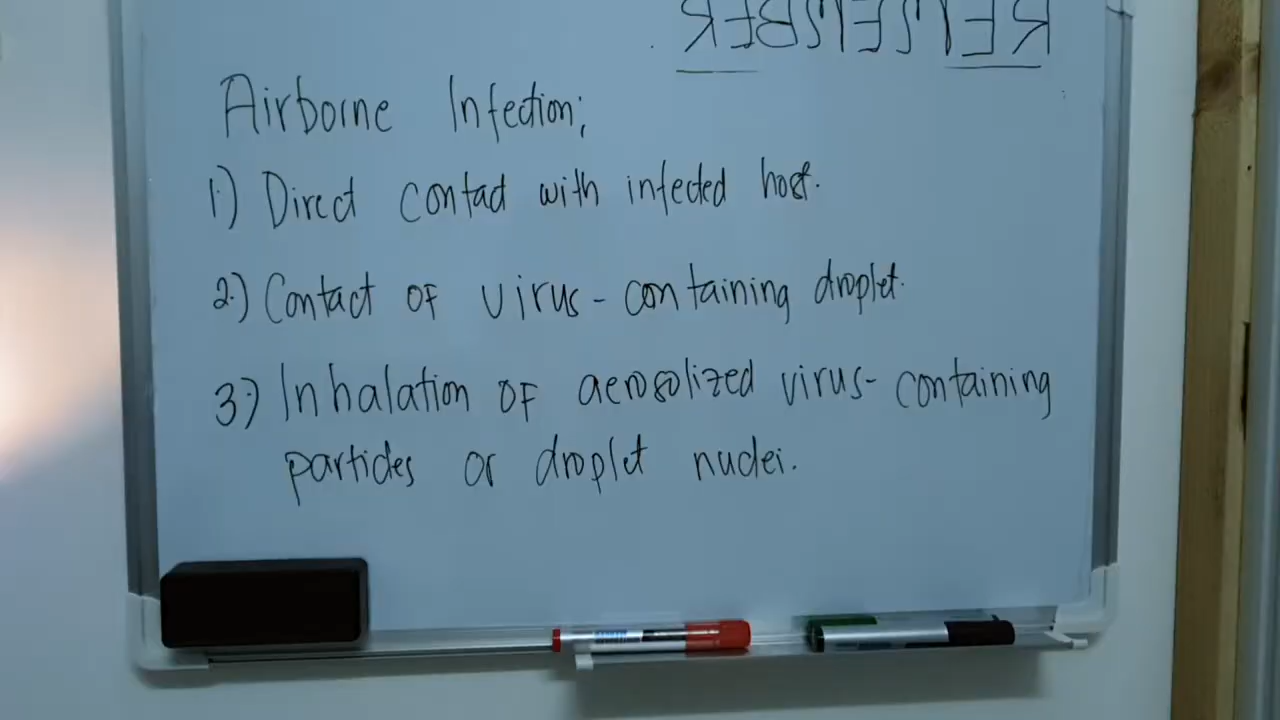 REMEMBER
Airborne Infection;
1.) Direct contact with infected host.
2.) Contact OF virus-containing droplet.
3.) Inhalation OF aerosolized virus-containing
particles or droplet nuclei.